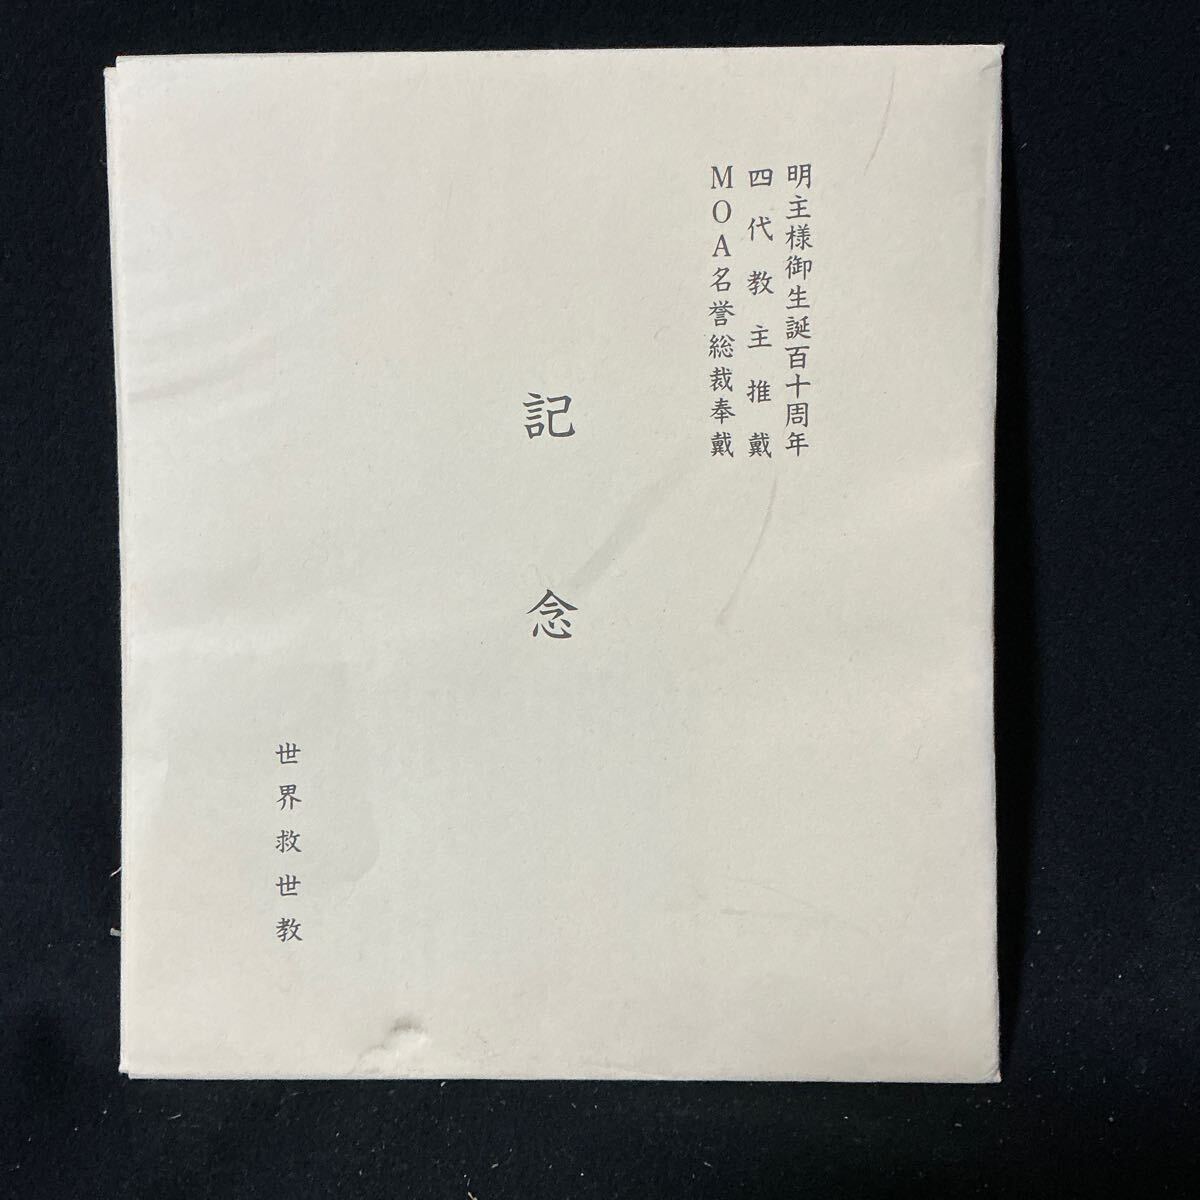 明主様御生誕百十周年
四代教主推戴
MOA名誉総裁奉戴
記念
世界救世教